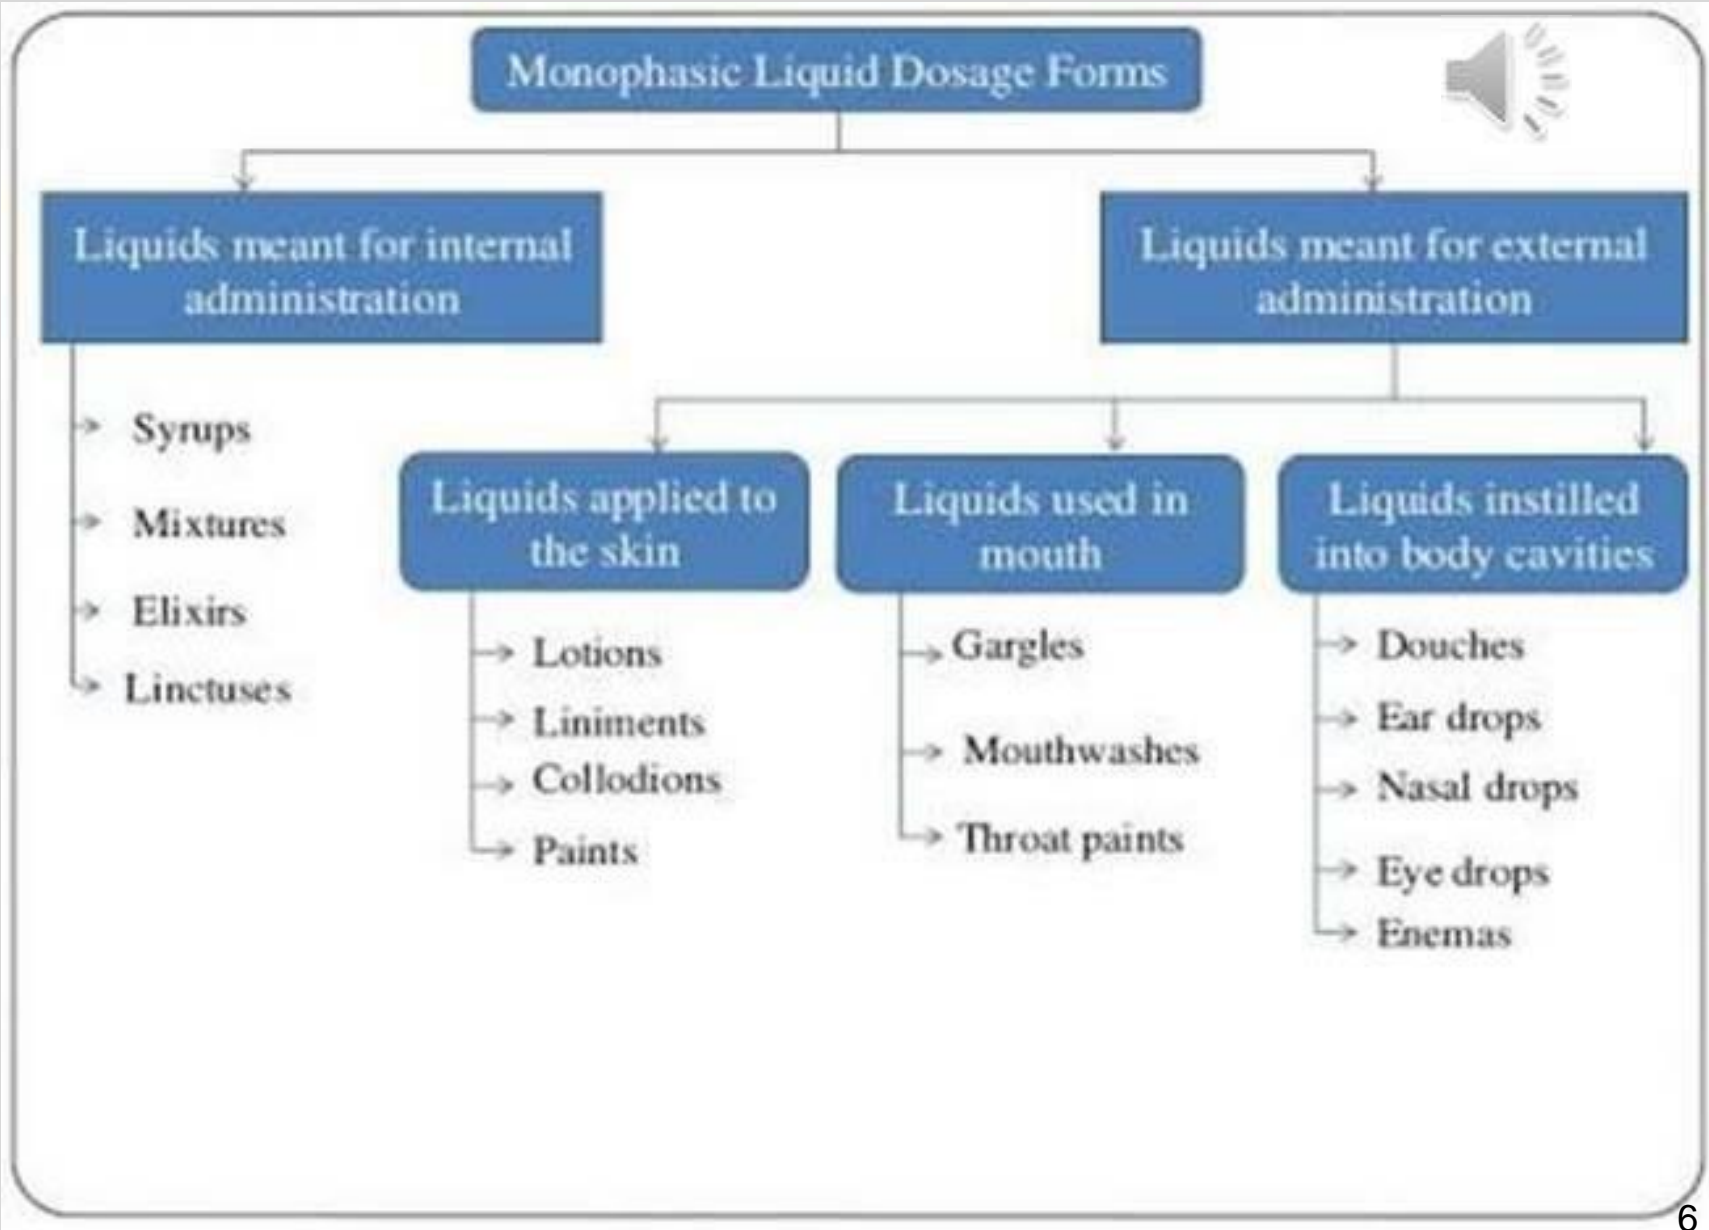 Monophasic Liquid Dosage Forms
Liquids meant for internal
administration
Liquids meant for external
administration
Syrups
Mixtures
Elixirs
Linctuses
Liquids applied to
the skin
Lotions
Liniments
Collodions
Paints
Liquids used in
mouth
Gargles
Mouthwashes
Throat paints
Liquids instilled
into body cavities
Douches
Ear drops
Nasal drops
Eye drops
Enemas
6